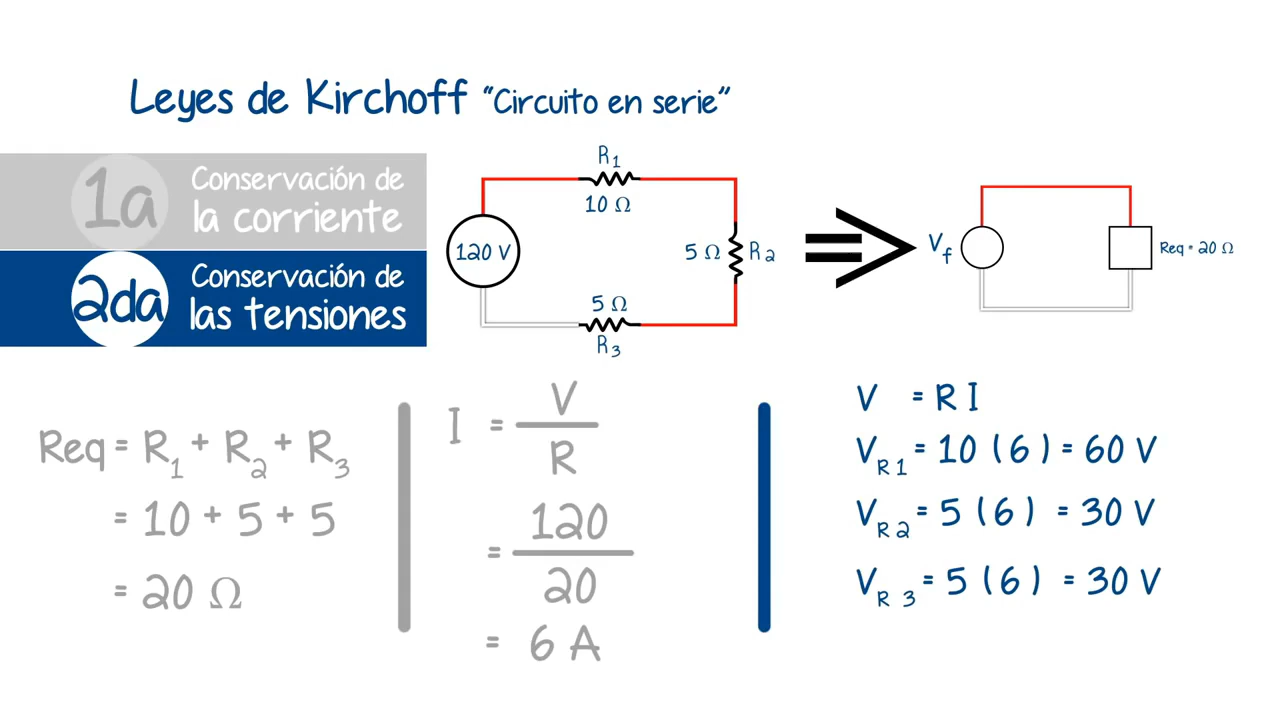 Leyes de Kirchoff "Circuito en serie"
1a
Conservación de
la corriente
2da
Conservación de
las tensiones
R1
10 Ω
120 V
5 Ω R2
5 Ω
R3
Vf
Req = 20 Ω
Req = R1 + R2 + R3
= 10 + 5 + 5
= 20 Ω
I = V
R
= 120
20
= 6 A
V = R I
VR1 = 10 (6) = 60 V
VR2 = 5 (6) = 30 V
VR3 = 5 (6) = 30 V